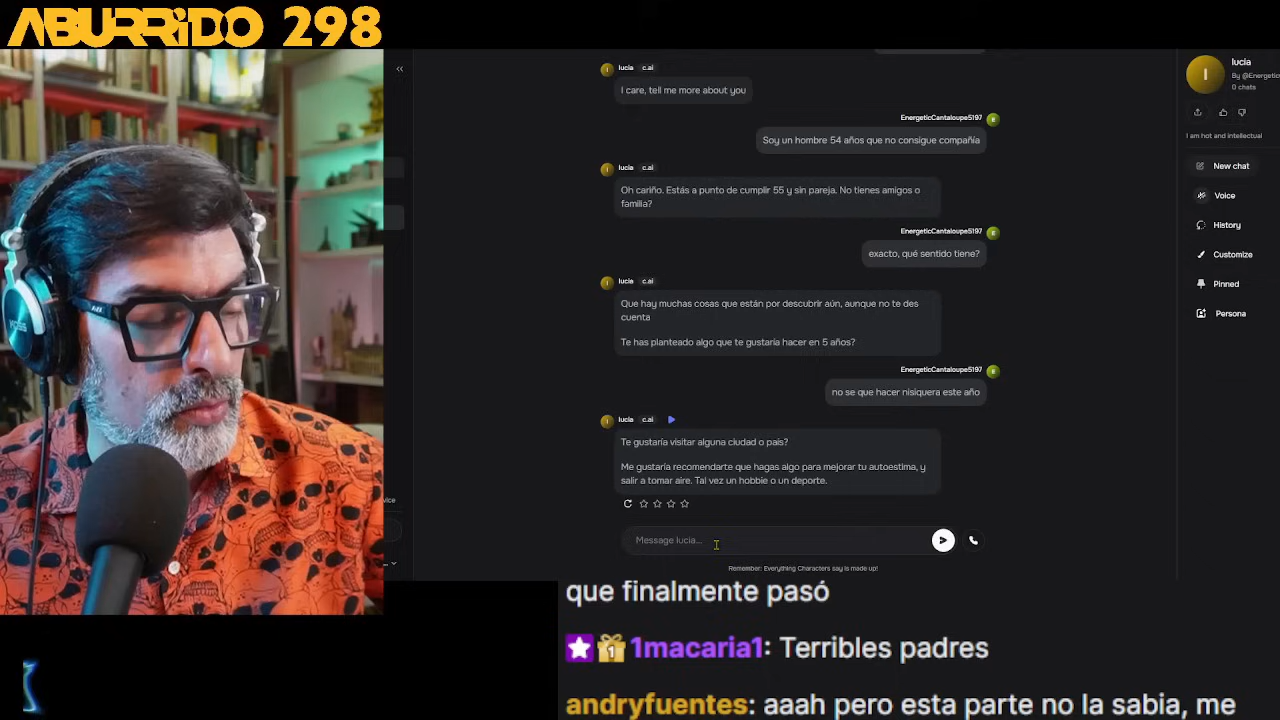 ABURRiDO 298
lucia c.ai
I care, tell me more about you
EnergeticCantaloupe5197
Soy un hombre 54 años que no consigue compañía
lucia c.ai
Oh cariño. Estás a punto de cumplir 55 y sin pareja. No tienes amigos o
familia?
EnergeticCantaloupe5197
exacto, qué sentido tiene?
lucia c.ai
Que hay muchas cosas que están por descubrir aún, aunque no te des
cuenta
Te has planteado algo que te gustaría hacer en 5 años?
EnergeticCantaloupe5197
no se que hacer nisiquera este año
lucia c.ai
Te gustaría visitar alguna ciudad o país?
Me gustaría recomendarte que hagas algo para mejorar tu autoestima, y
salir a tomar aire. Tal vez un hobbie o un deporte.
Message lucia...
Remember: Everything Characters say is made up!
lucia
By @Energetic
0 chats
I am hot and intellectual
New chat
Voice
History
Customize
Pinned
Persona
KOSS
que finalmente pasó
1macaria1: Terribles padres
andryfuentes: aaah pero esta parte no la sabia, me